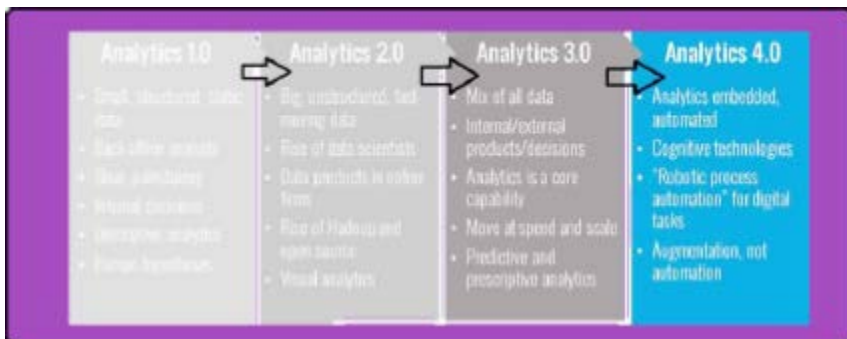 Analytics 1.0
• Small, structured, static
data
• Back office analysts
• Slow, painstaking
• Internal decisions
• Descriptive analytics
• Human hypotheses
Analytics 2.0
• Big, unstructured, fast
moving data
• Rise of data scientists
• Data products in online
firms
• Rise of Hadoop and
open source
• Visual analytics
Analytics 3.0
• Mix of all data
• Internal/external
products/decisions
• Analytics is a core
capability
• Move at speed and scale
• Predictive and
prescriptive analytics
Analytics 4.0
• Analytics embedded,
automated
• Cognitive technologies
• "Robotic process
automation" for digital
tasks
• Augmentation, not
automation